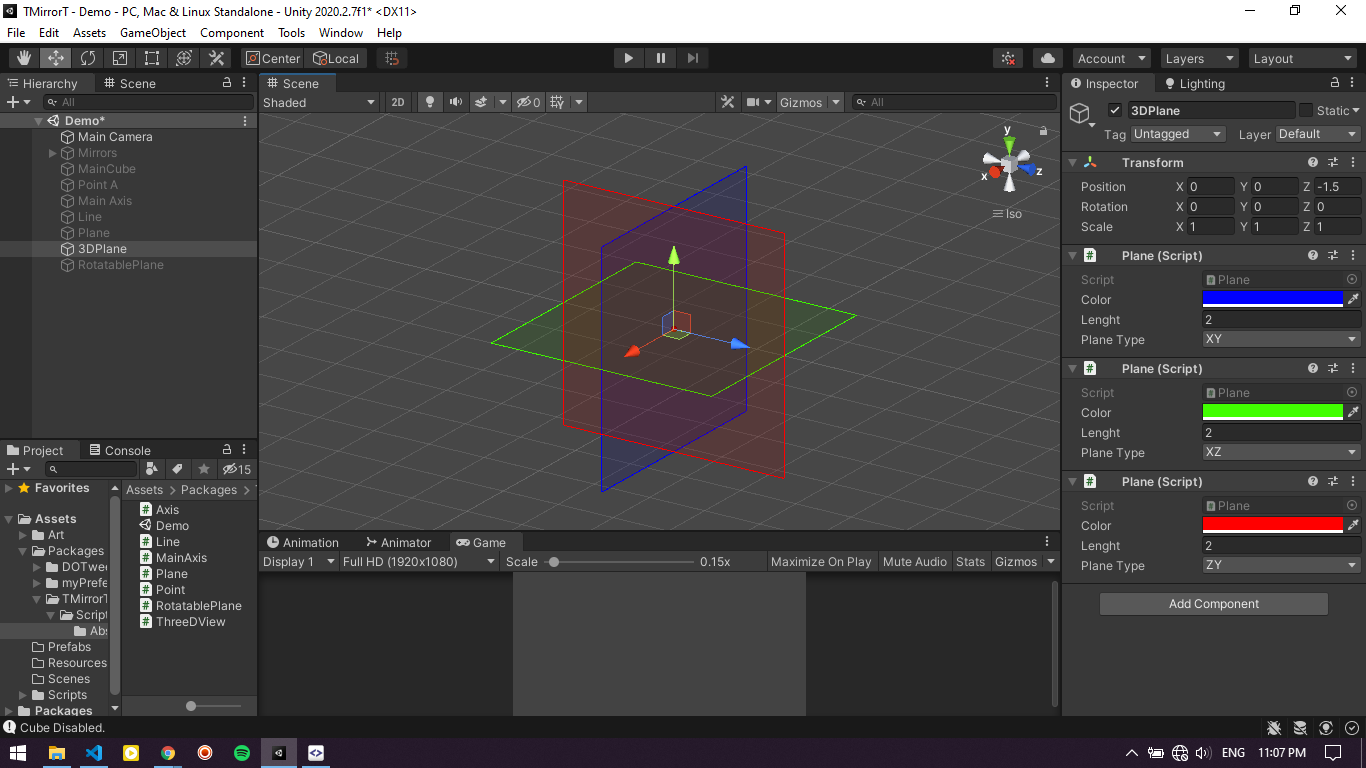 TMirrorT - Demo - PC, Mac & Linux Standalone - Unity 2020.2.7f1* <DX11>
File Edit Assets GameObject Component Tools Window Help
Center Local Account Layers Layout
Hierarchy Scene
All
Demo*
Main Camera
Mirrors
MainCube
Point A
Main Axis
Line
Plane
3DPlane
RotatablePlane
Scene
Shaded 2D 0 Gizmos All
y
x z
Iso
Project Console
15
Favorites
Assets
Art
Packages
DOTwe
myPrefe
TMirrorT
Script
Abs
Prefabs
Resources
Scenes
Scripts
Packages
Assets > Packages >
Axis
Demo
Line
MainAxis
Plane
Point
RotatablePlane
ThreeDView
Animation Animator Game
Display 1 Full HD (1920x1080) Scale 0.15x Maximize On Play Mute Audio Stats Gizmos
Inspector Lighting
3DPlane Static
Tag Untagged Layer Default
Transform
Position X 0 Y 0 Z -1.5
Rotation X 0 Y 0 Z 0
Scale X 1 Y 1 Z 1
Plane (Script)
Script Plane
Color
Lenght 2
Plane Type XY
Plane (Script)
Script Plane
Color
Lenght 2
Plane Type XZ
Plane (Script)
Script Plane
Color
Lenght 2
Plane Type ZY
Add Component
Cube Disabled.
ENG 11:07 PM